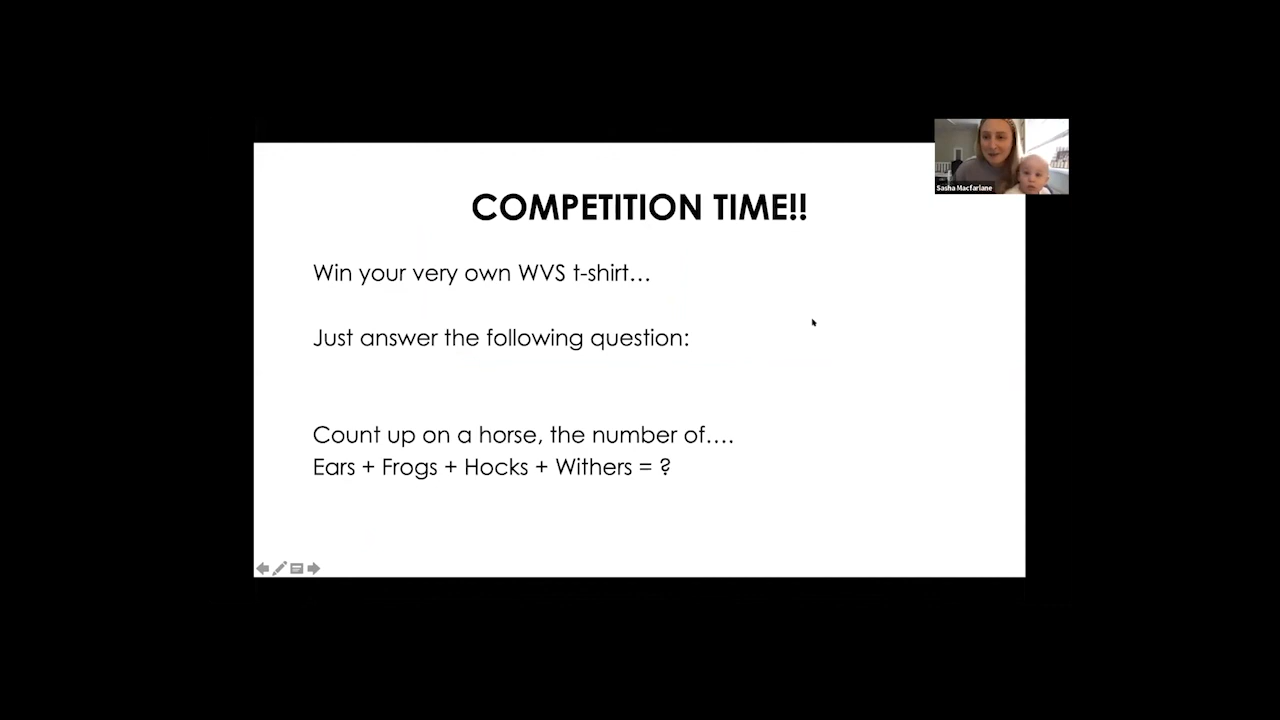 Sasha Macfarlane
COMPETITION TIME!!
Win your very own WVS t-shirt…
Just answer the following question:
Count up on a horse, the number of….
Ears + Frogs + Hocks + Withers = ?